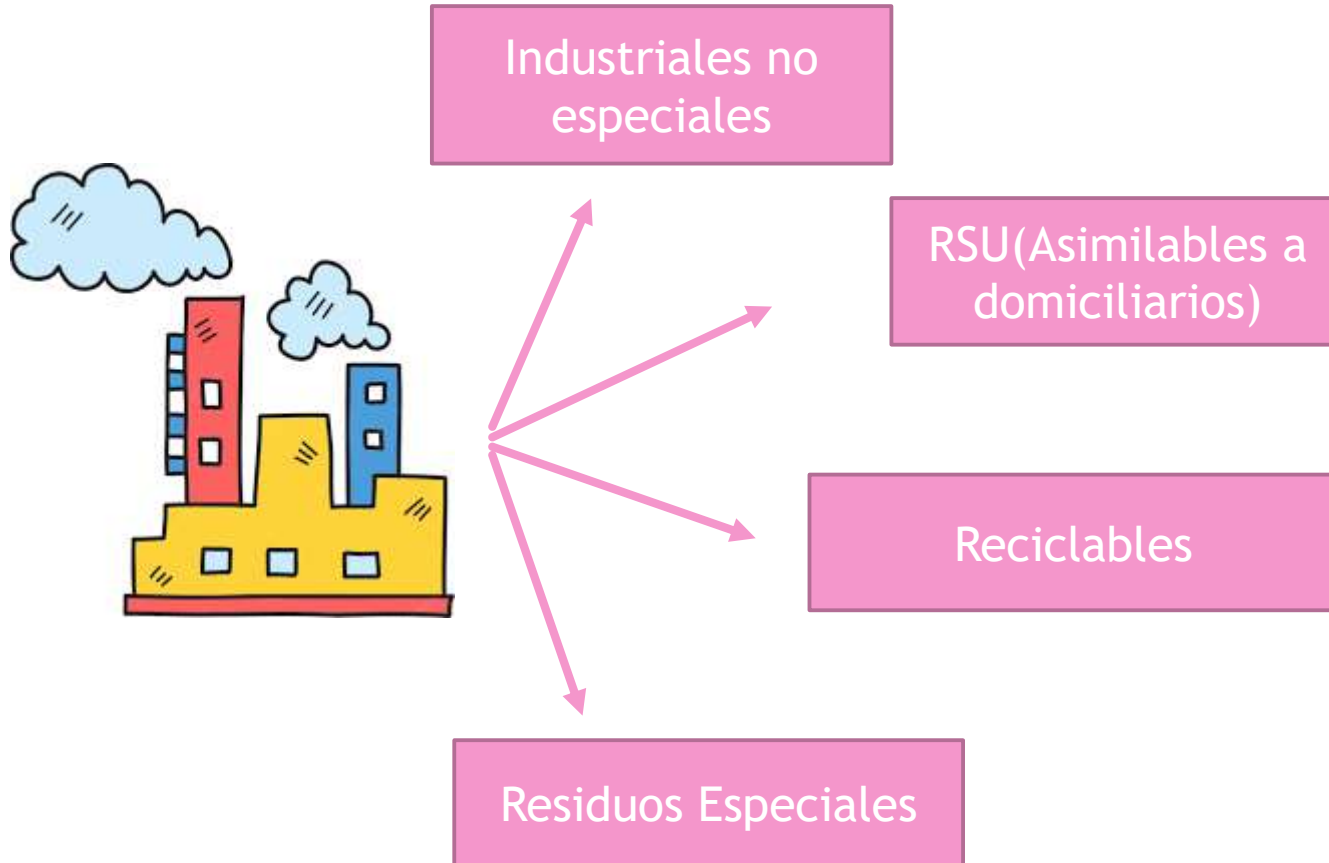 Industriales no
especiales
RSU(Asimilables a
domiciliarios)
Reciclables
Residuos Especiales